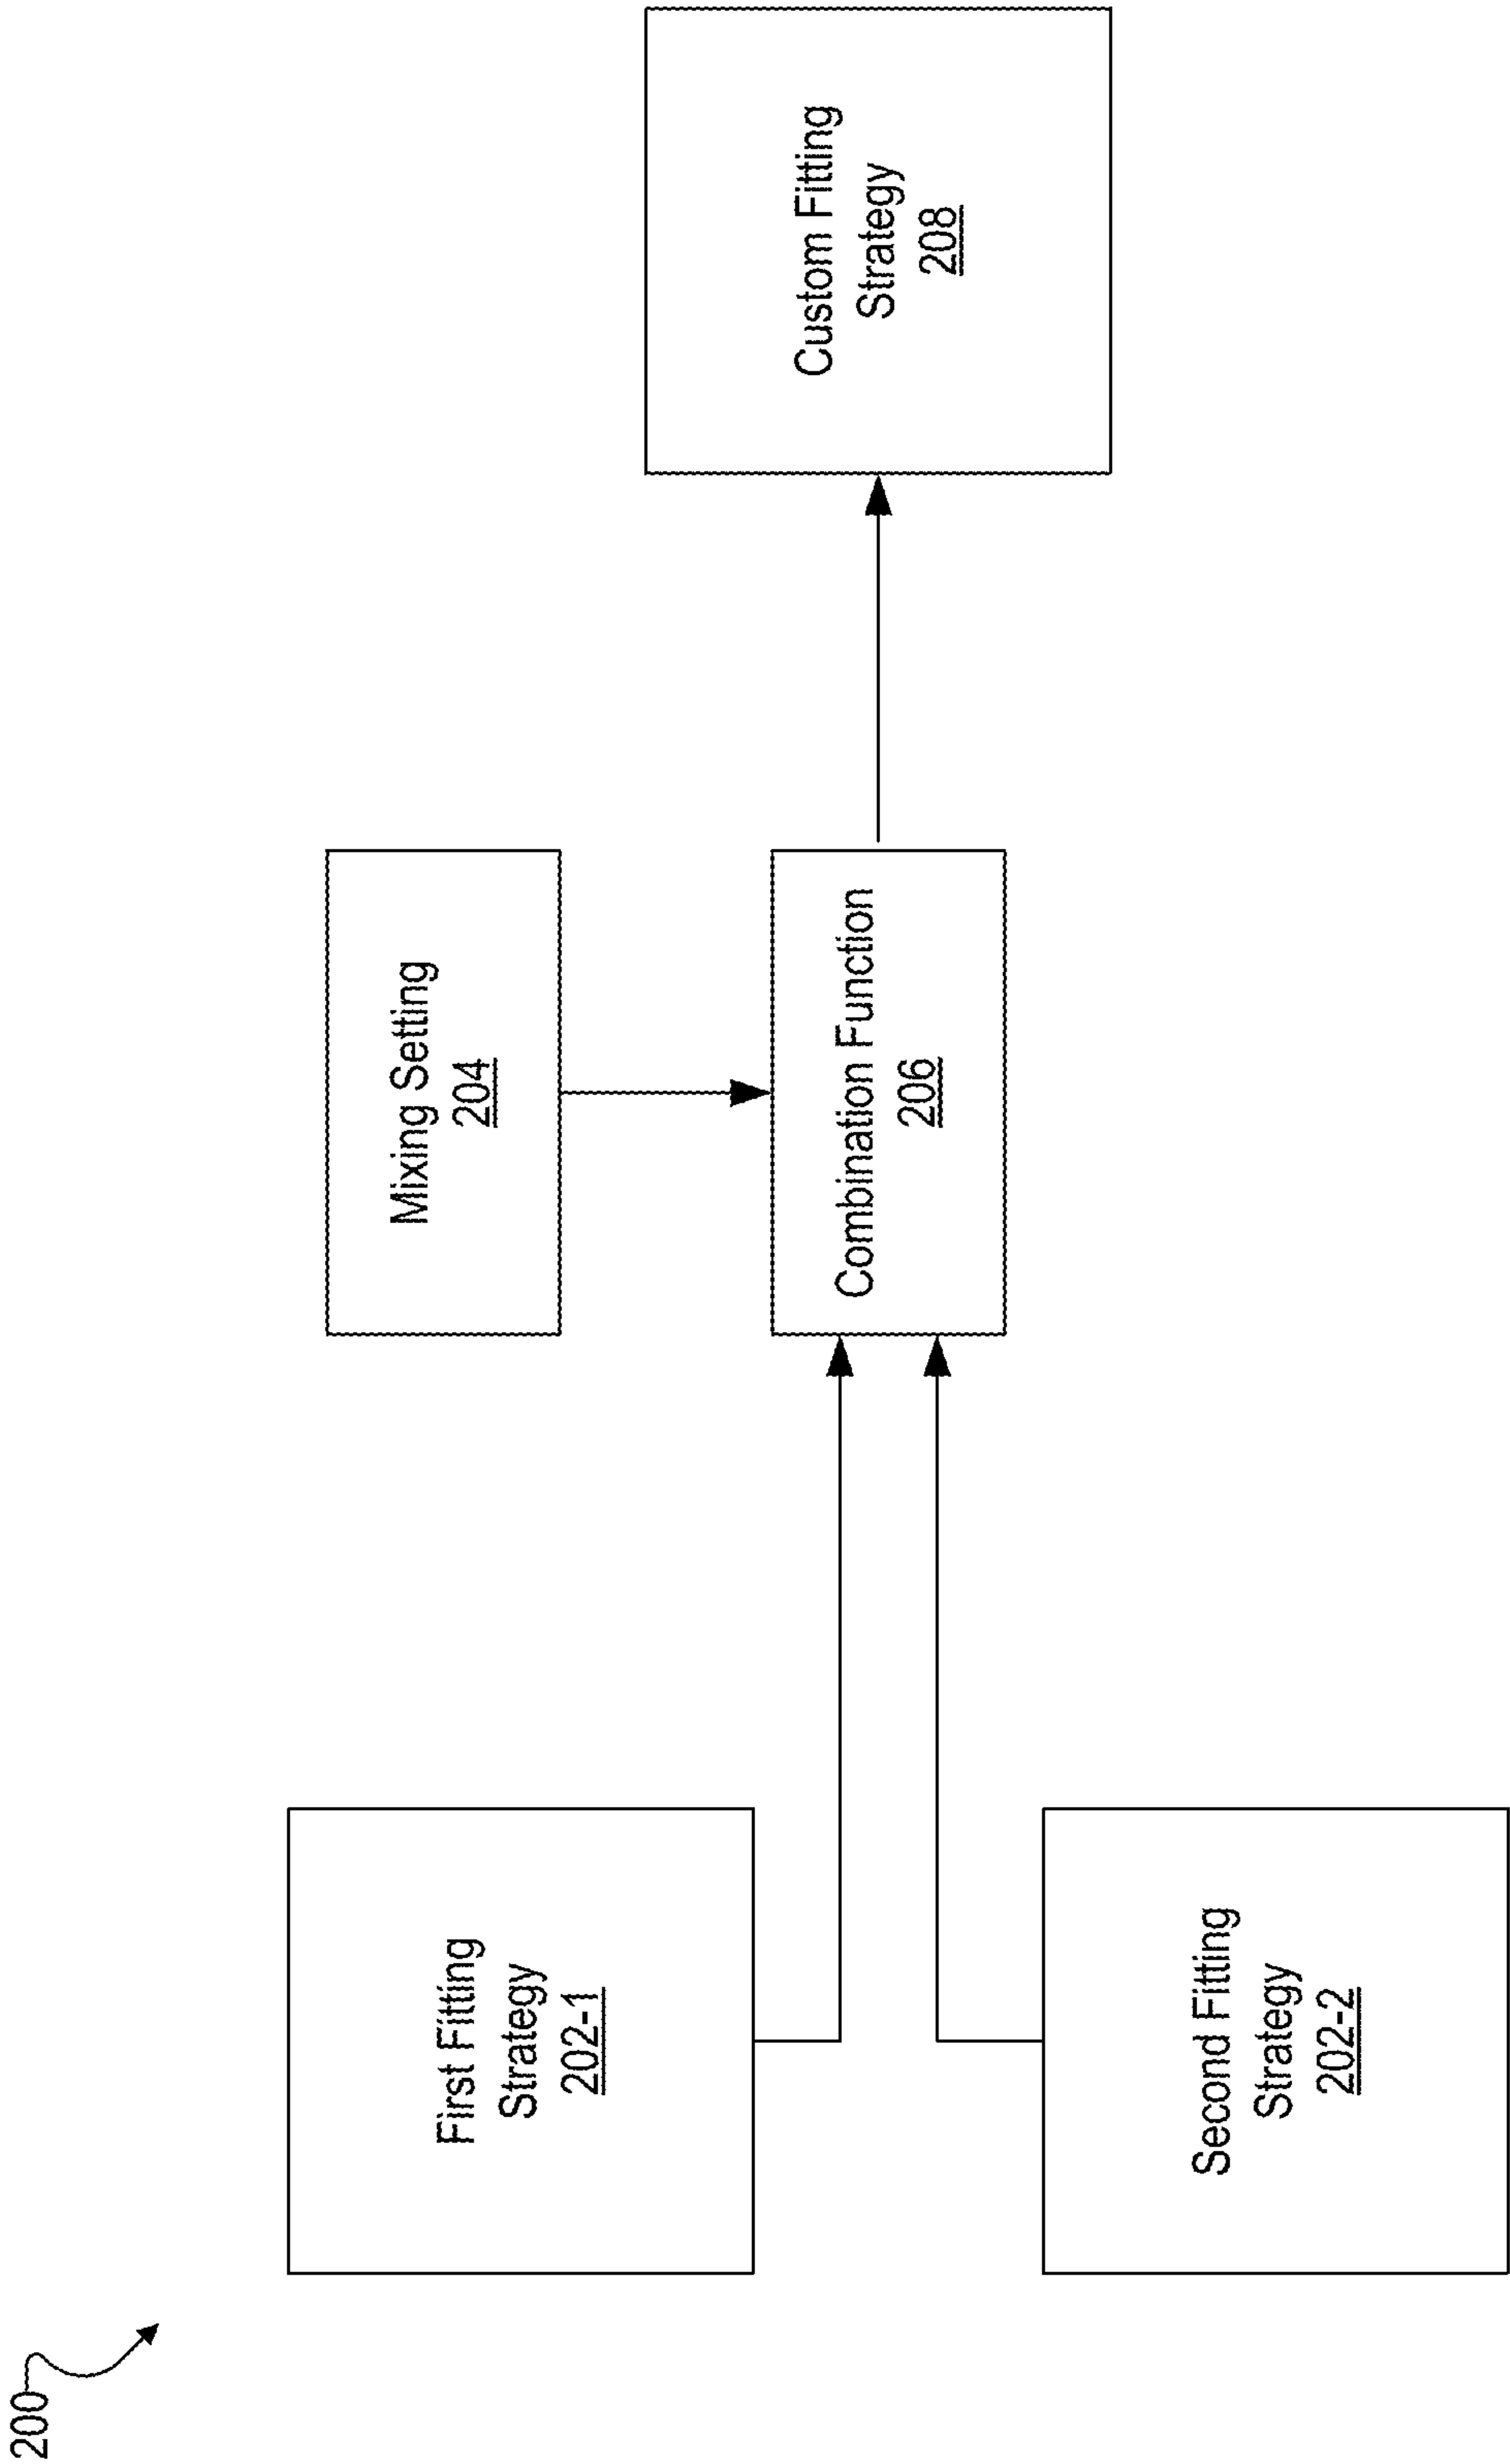 200
First Fitting
Strategy
202-1
Second Fitting
Strategy
202-2
Mixing Setting
204
Combination Function
206
Custom Fitting
Strategy
208